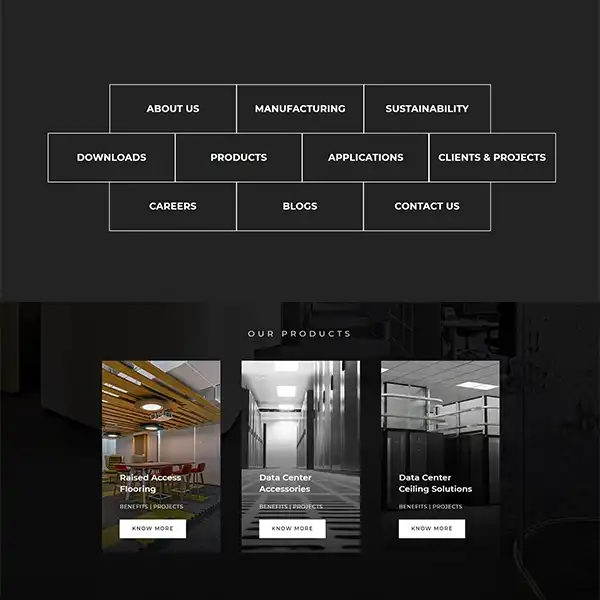 ABOUT US
MANUFACTURING
SUSTAINABILITY
DOWNLOADS
PRODUCTS
APPLICATIONS
CLIENTS & PROJECTS
CAREERS
BLOGS
CONTACT US
OUR PRODUCTS
Raised Access
Flooring
BENEFITS | PROJECTS
KNOW MORE
Data Center
Accessories
BENEFITS | PROJECTS
KNOW MORE
Data Center
Ceiling Solutions
BENEFITS | PROJECTS
KNOW MORE